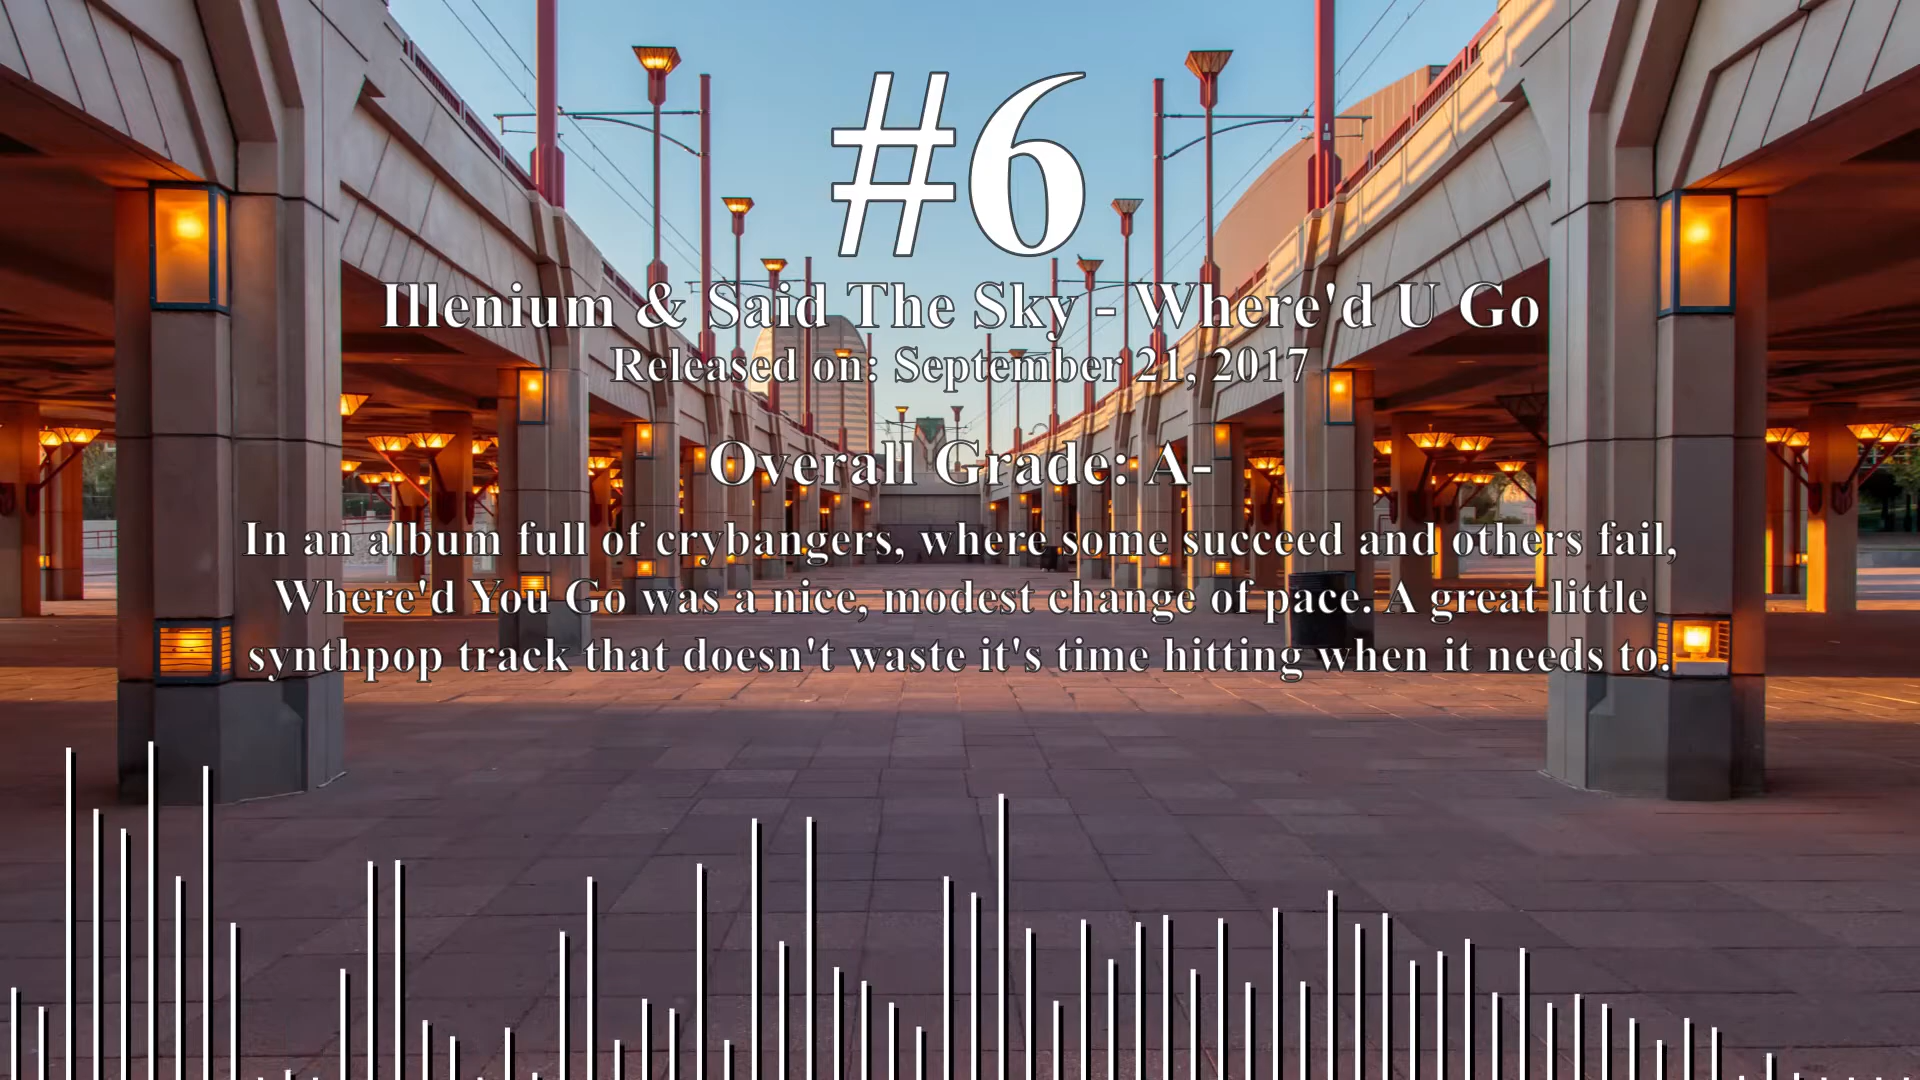 #6
Illenium & Said The Sky - Where'd U Go
Released on: September 21, 2017
Overall Grade: A-
In an album full of crybangers, where some succeed and others fail,
Where'd You Go was a nice, modest change of pace. A great little
synthpop track that doesn't waste it's time hitting when it needs to.